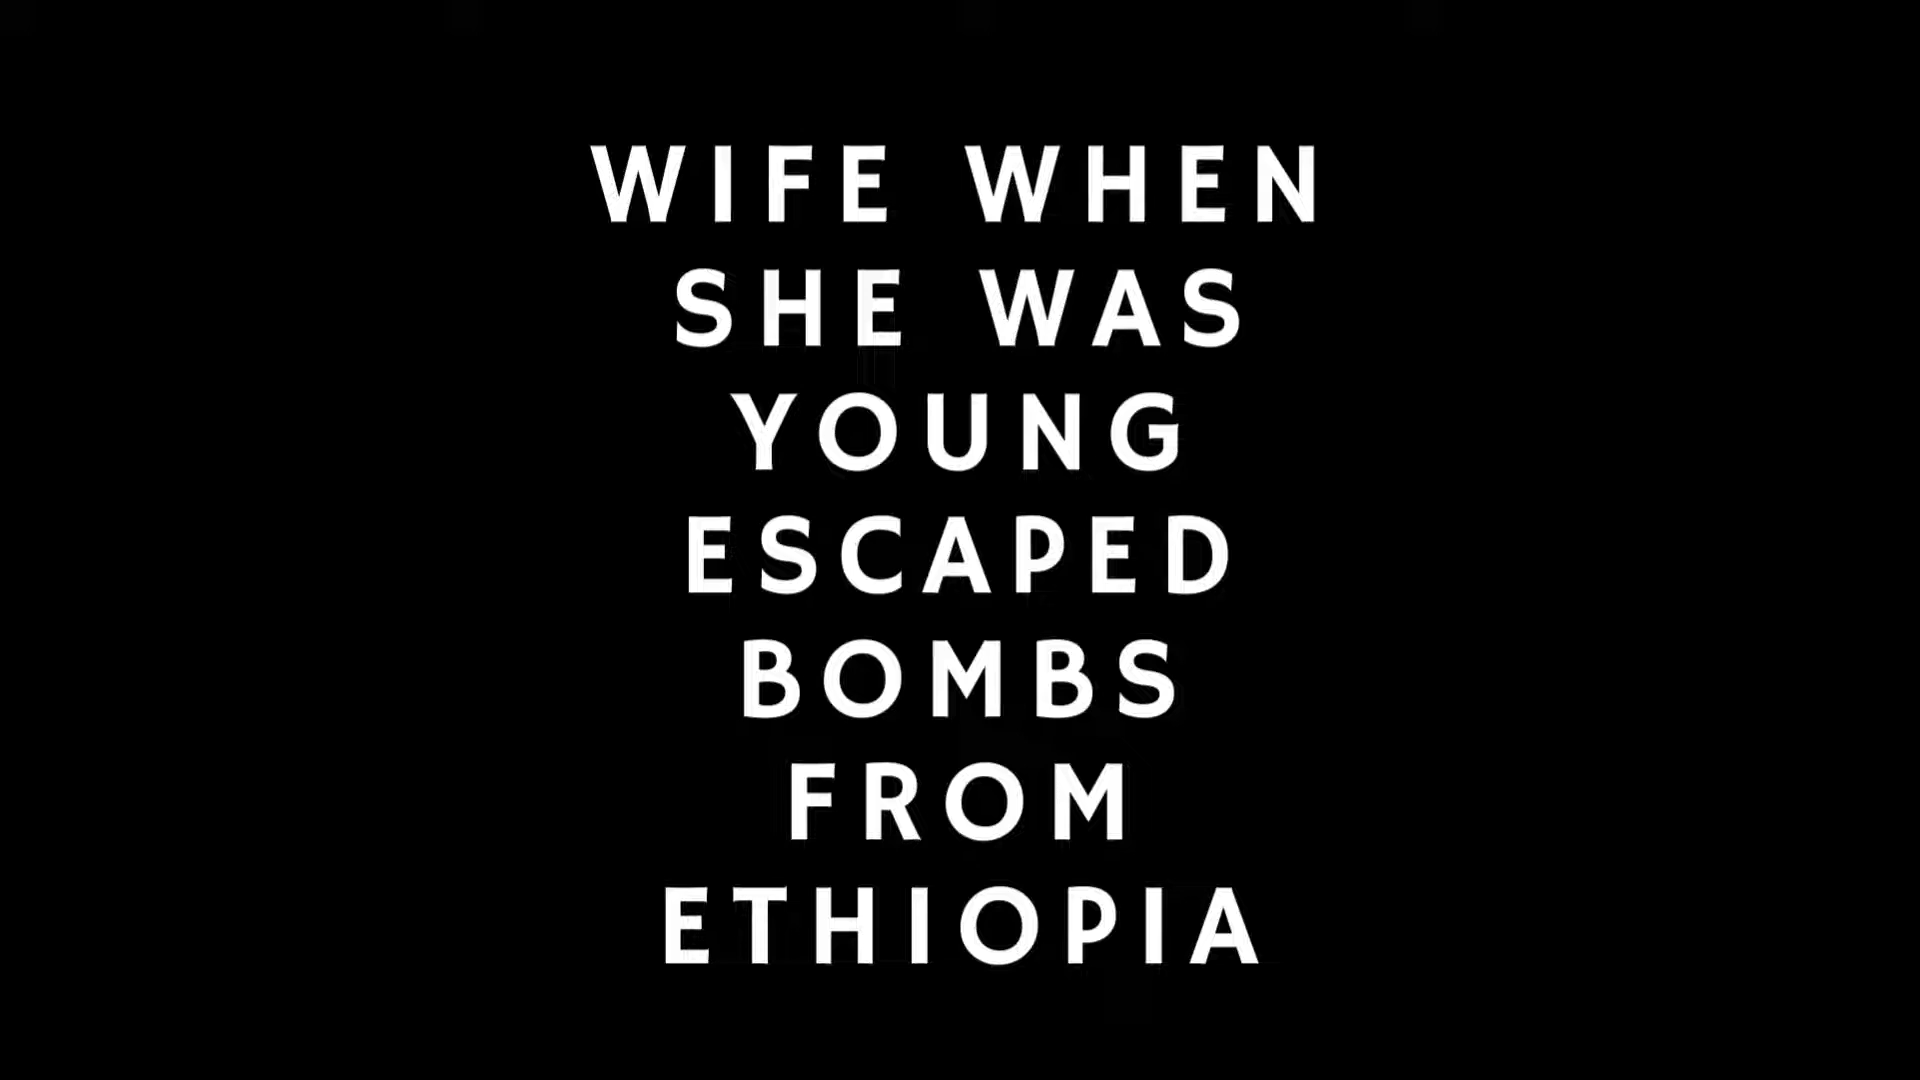 WIFE WHEN
SHE WAS
YOUNG
ESCAPED
BOMBS
FROM
ETHIOPIA